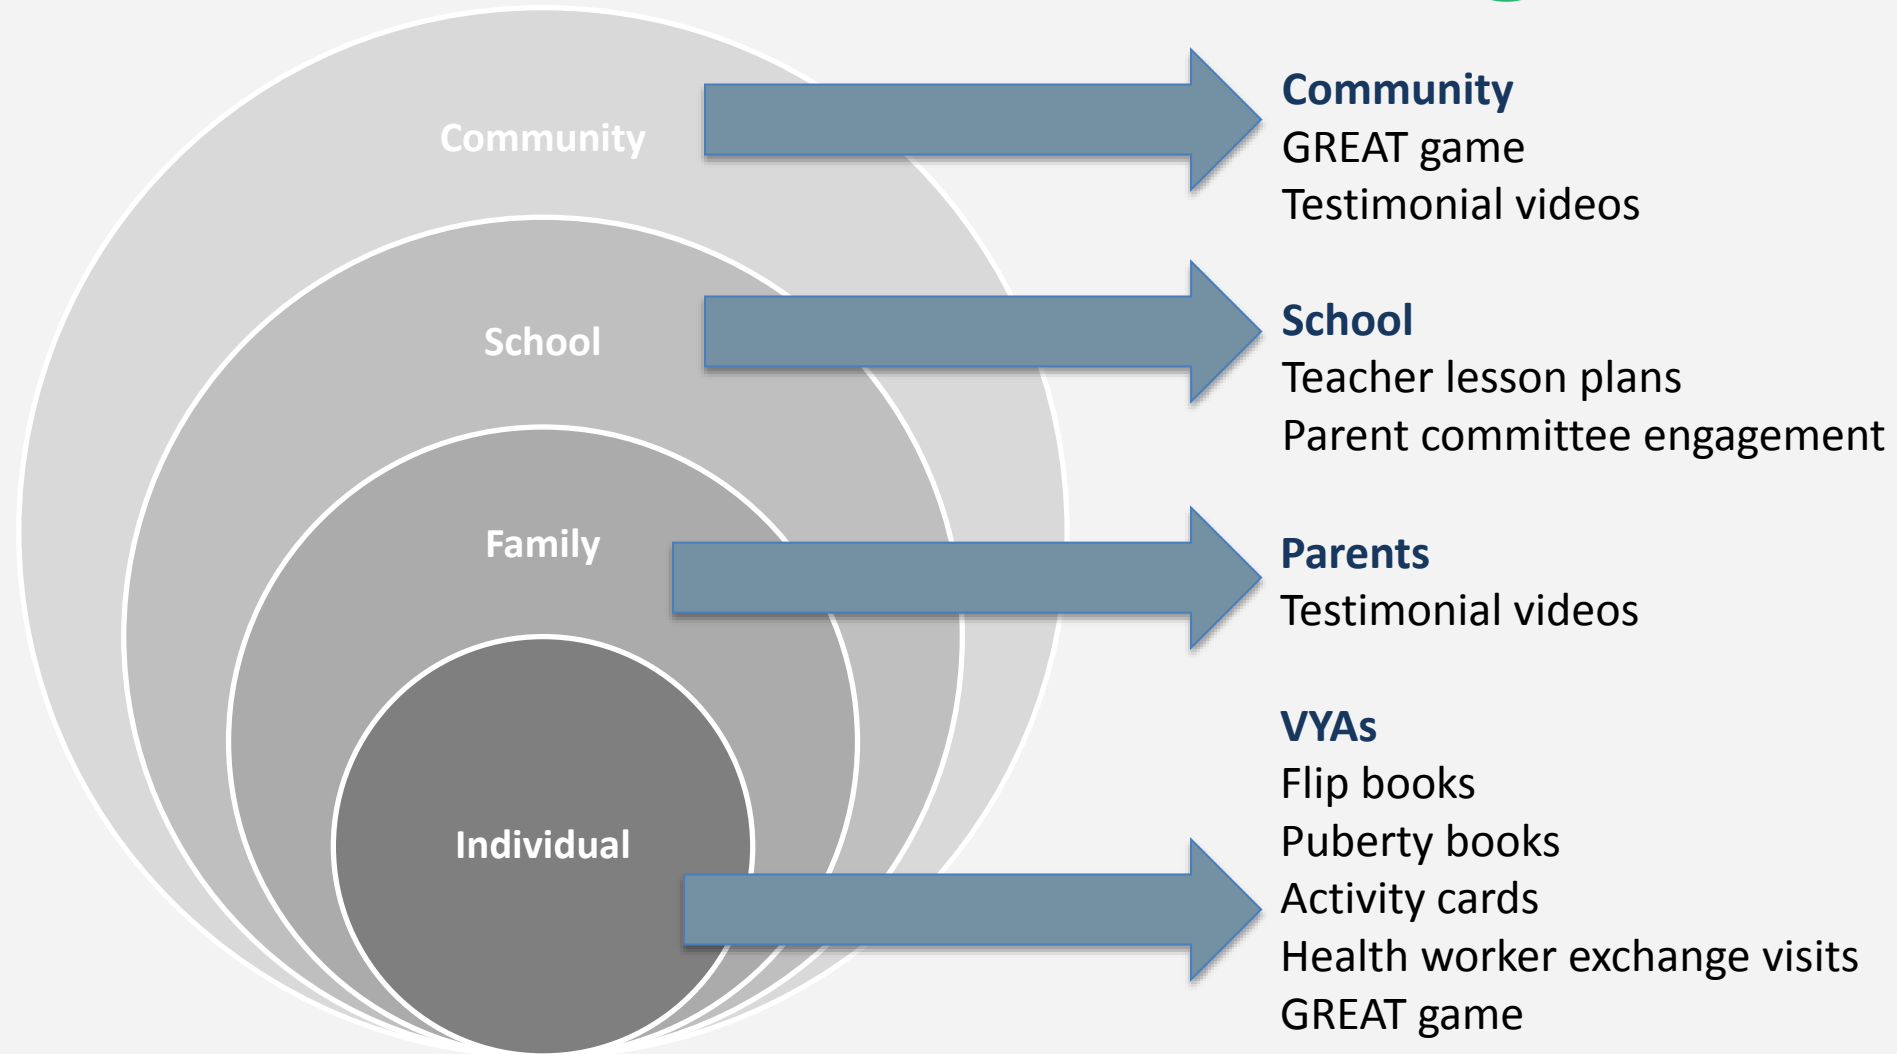 Community
School
Family
Individual
Community
GREAT game
Testimonial videos
School
Teacher lesson plans
Parent committee engagement
Parents
Testimonial videos
VYAs
Flip books
Puberty books
Activity cards
Health worker exchange visits
GREAT game